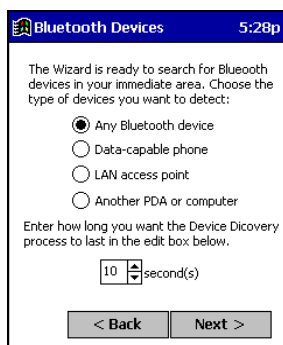 Bluetooth Devices 5:28p
The Wizard is ready to search for Blueooth
devices in your immediate area. Choose the
type of devices you want to detect:
Any Bluetooth device
Data-capable phone
LAN access point
Another PDA or computer
Enter how long you want the Device Dicovery
process to last in the edit box below.
10 second(s)
< Back Next >